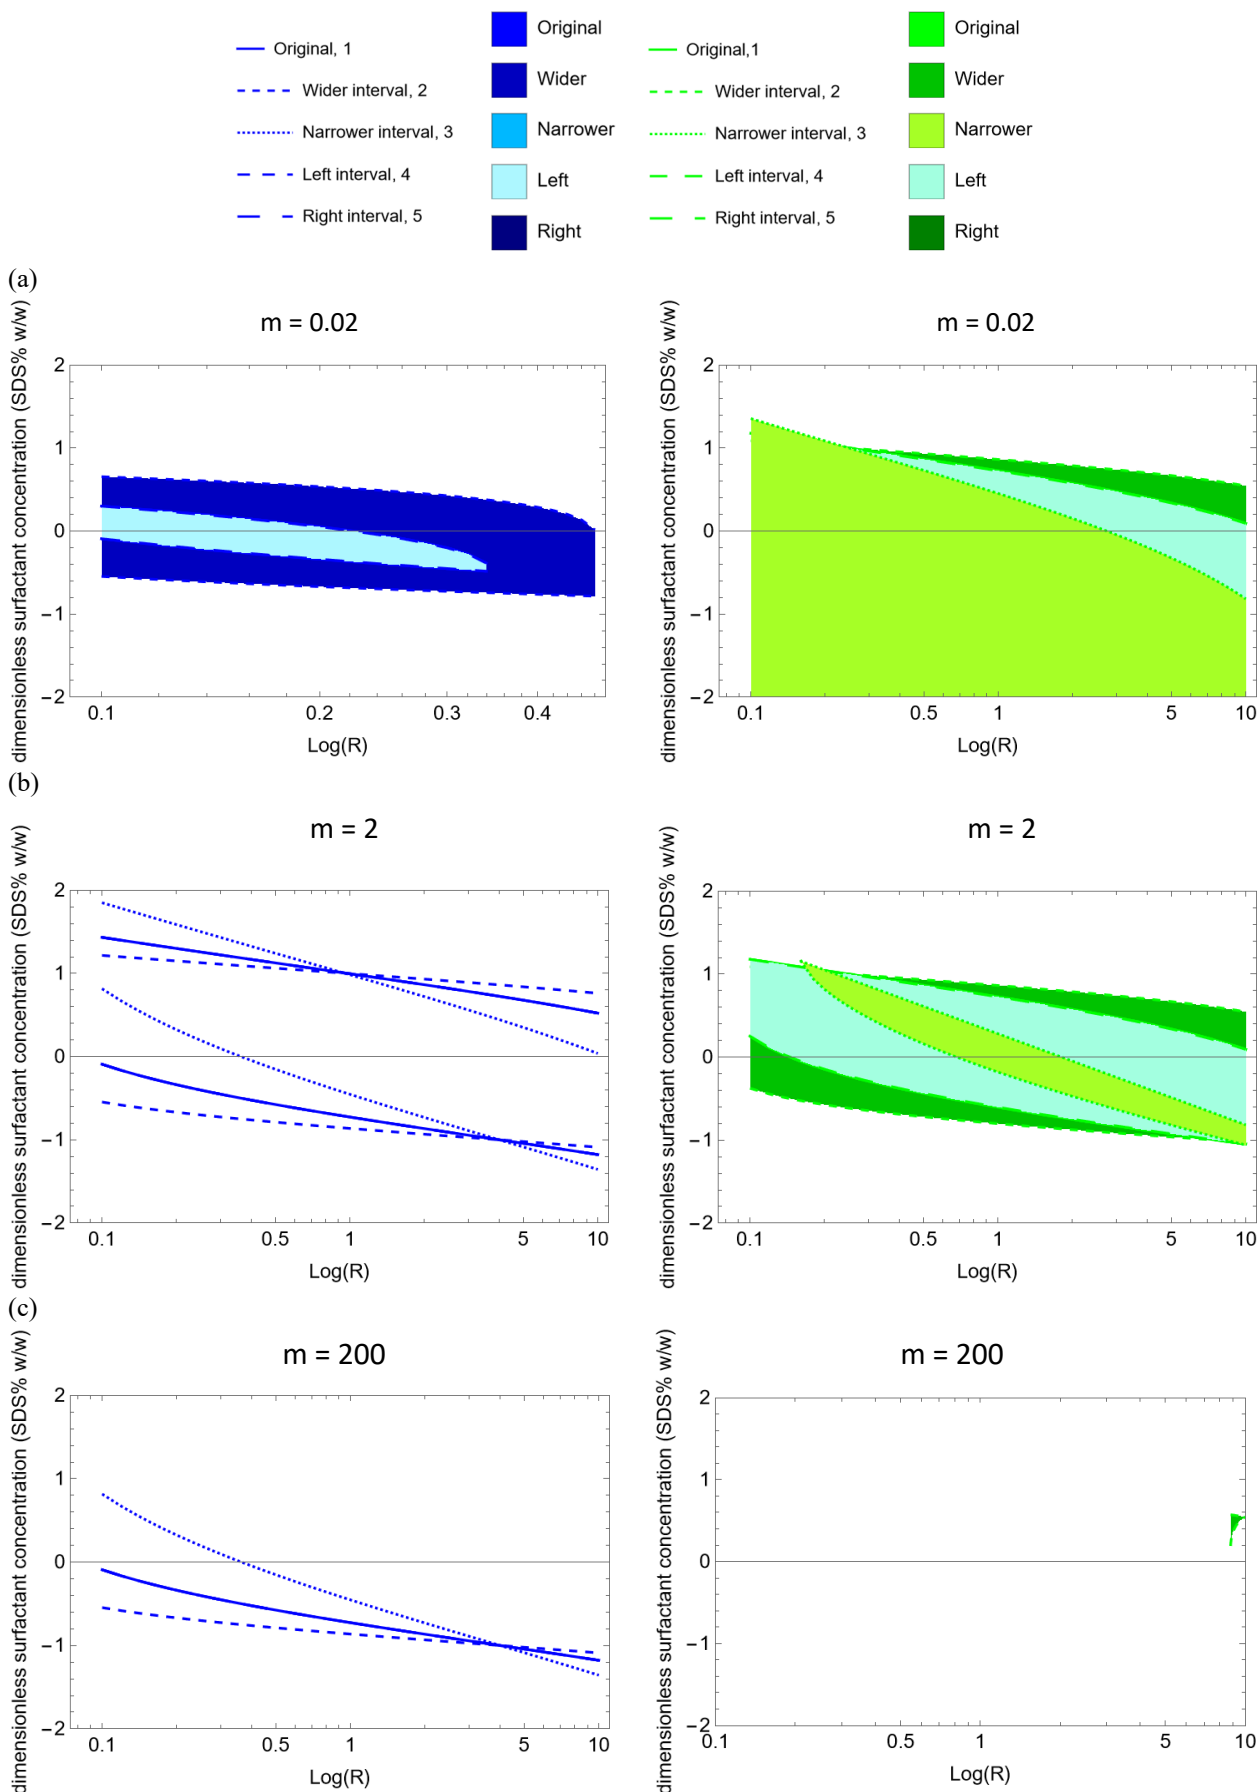 Original, 1
Wider interval, 2
Narrower interval, 3
Left interval, 4
Right interval, 5
Original
Wider
Narrower
Left
Right
Original,1
Wider interval, 2
Narrower interval, 3
Left interval, 4
Right interval, 5
Original
Wider
Narrower
Left
Right
(a)
m = 0.02
dimensionless surfactant concentration (SDS% w/w)
2
1
0
−1
−2
0.1 0.2 0.3 0.4
Log(R)
m = 0.02
dimensionless surfactant concentration (SDS% w/w)
2
1
0
−1
−2
0.1 0.5 1 5 10
Log(R)
(b)
m = 2
dimensionless surfactant concentration (SDS% w/w)
2
1
0
−1
−2
0.1 0.5 1 5 10
Log(R)
m = 2
dimensionless surfactant concentration (SDS% w/w)
2
1
0
−1
−2
0.1 0.5 1 5 10
Log(R)
(c)
m = 200
dimensionless surfactant concentration (SDS% w/w)
2
1
0
−1
−2
0.1 0.5 1 5 10
Log(R)
m = 200
dimensionless surfactant concentration (SDS% w/w)
2
1
0
−1
−2
0.1 0.5 1 5 10
Log(R)